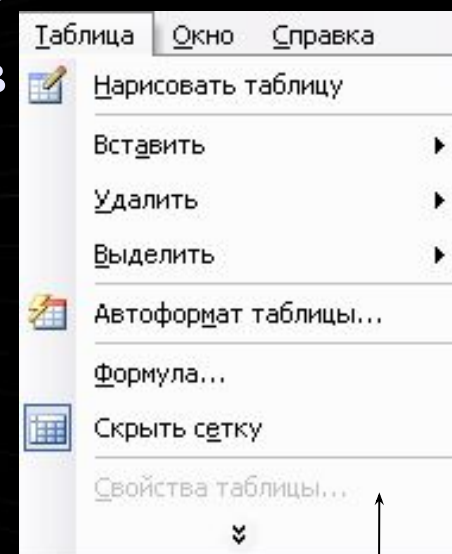 Таблица Окно Справка
в
Нарисовать таблицу
Вставить
Удалить
Выделить
Автоформат таблицы...
Формула...
Скрыть сетку
Свойства таблицы...